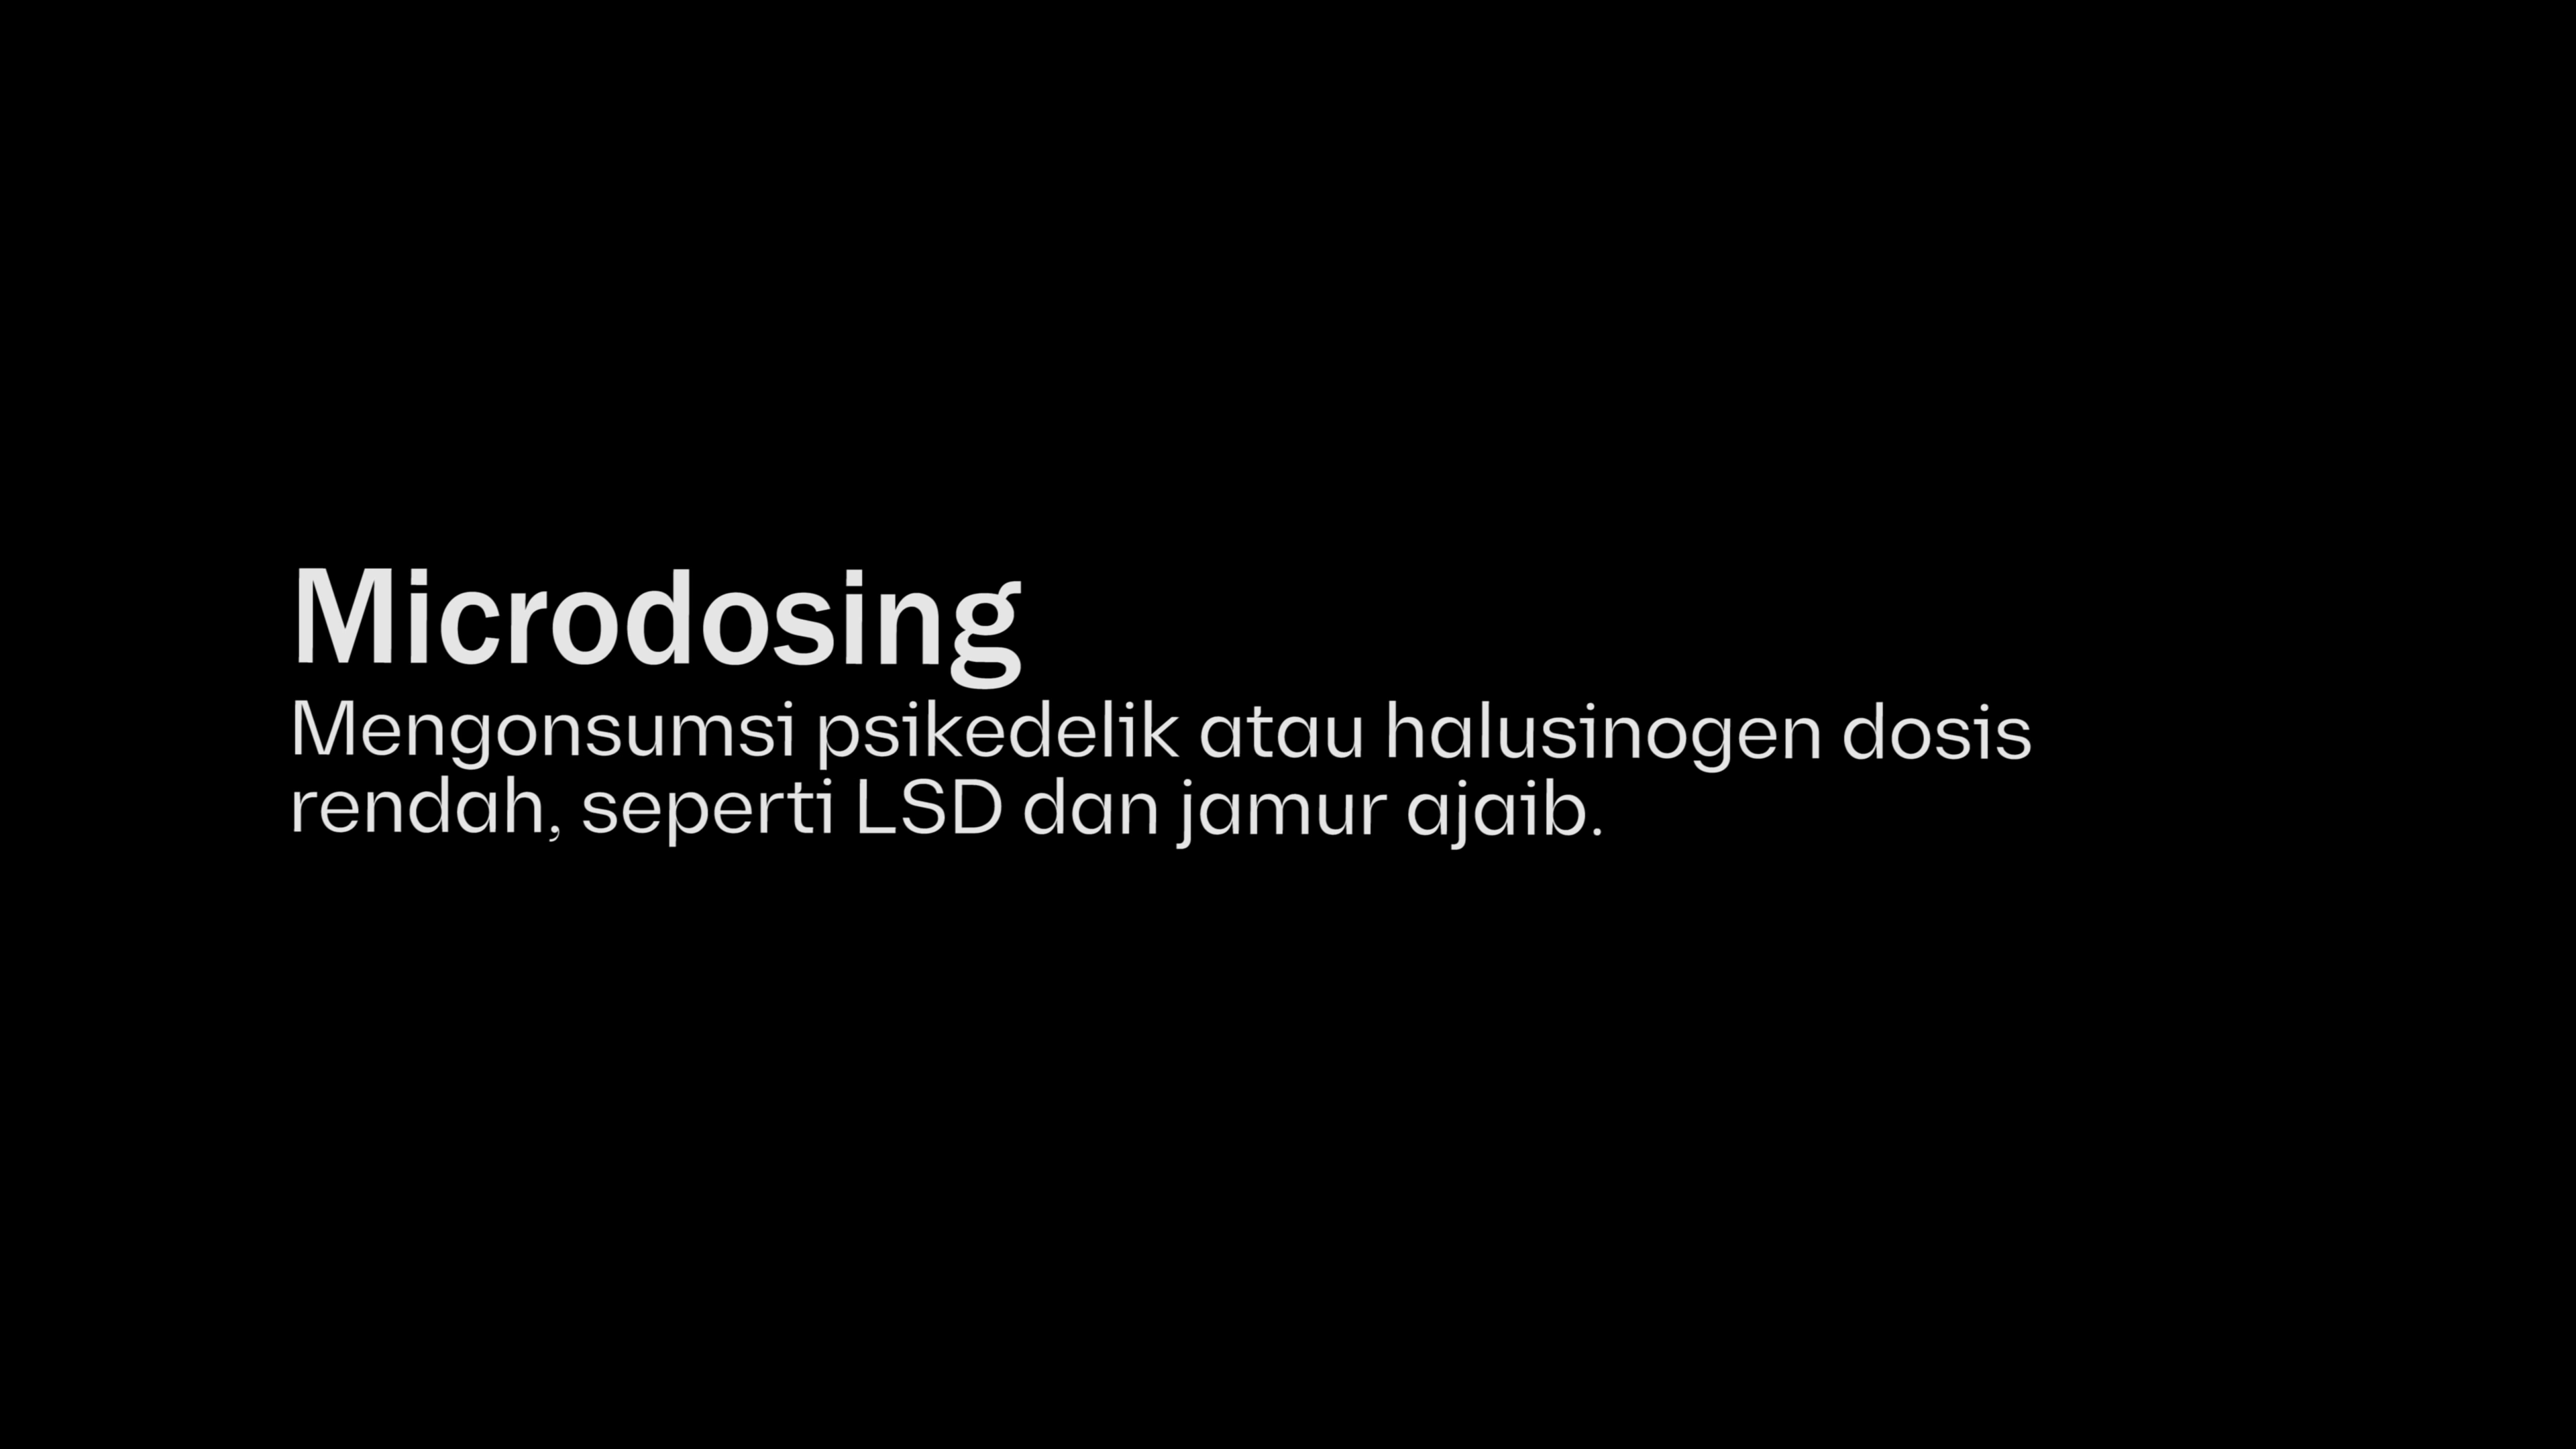 Microdosing
Mengonsumsi psikedelik atau halusinogen dosis
rendah, seperti LSD dan jamur ajaib.